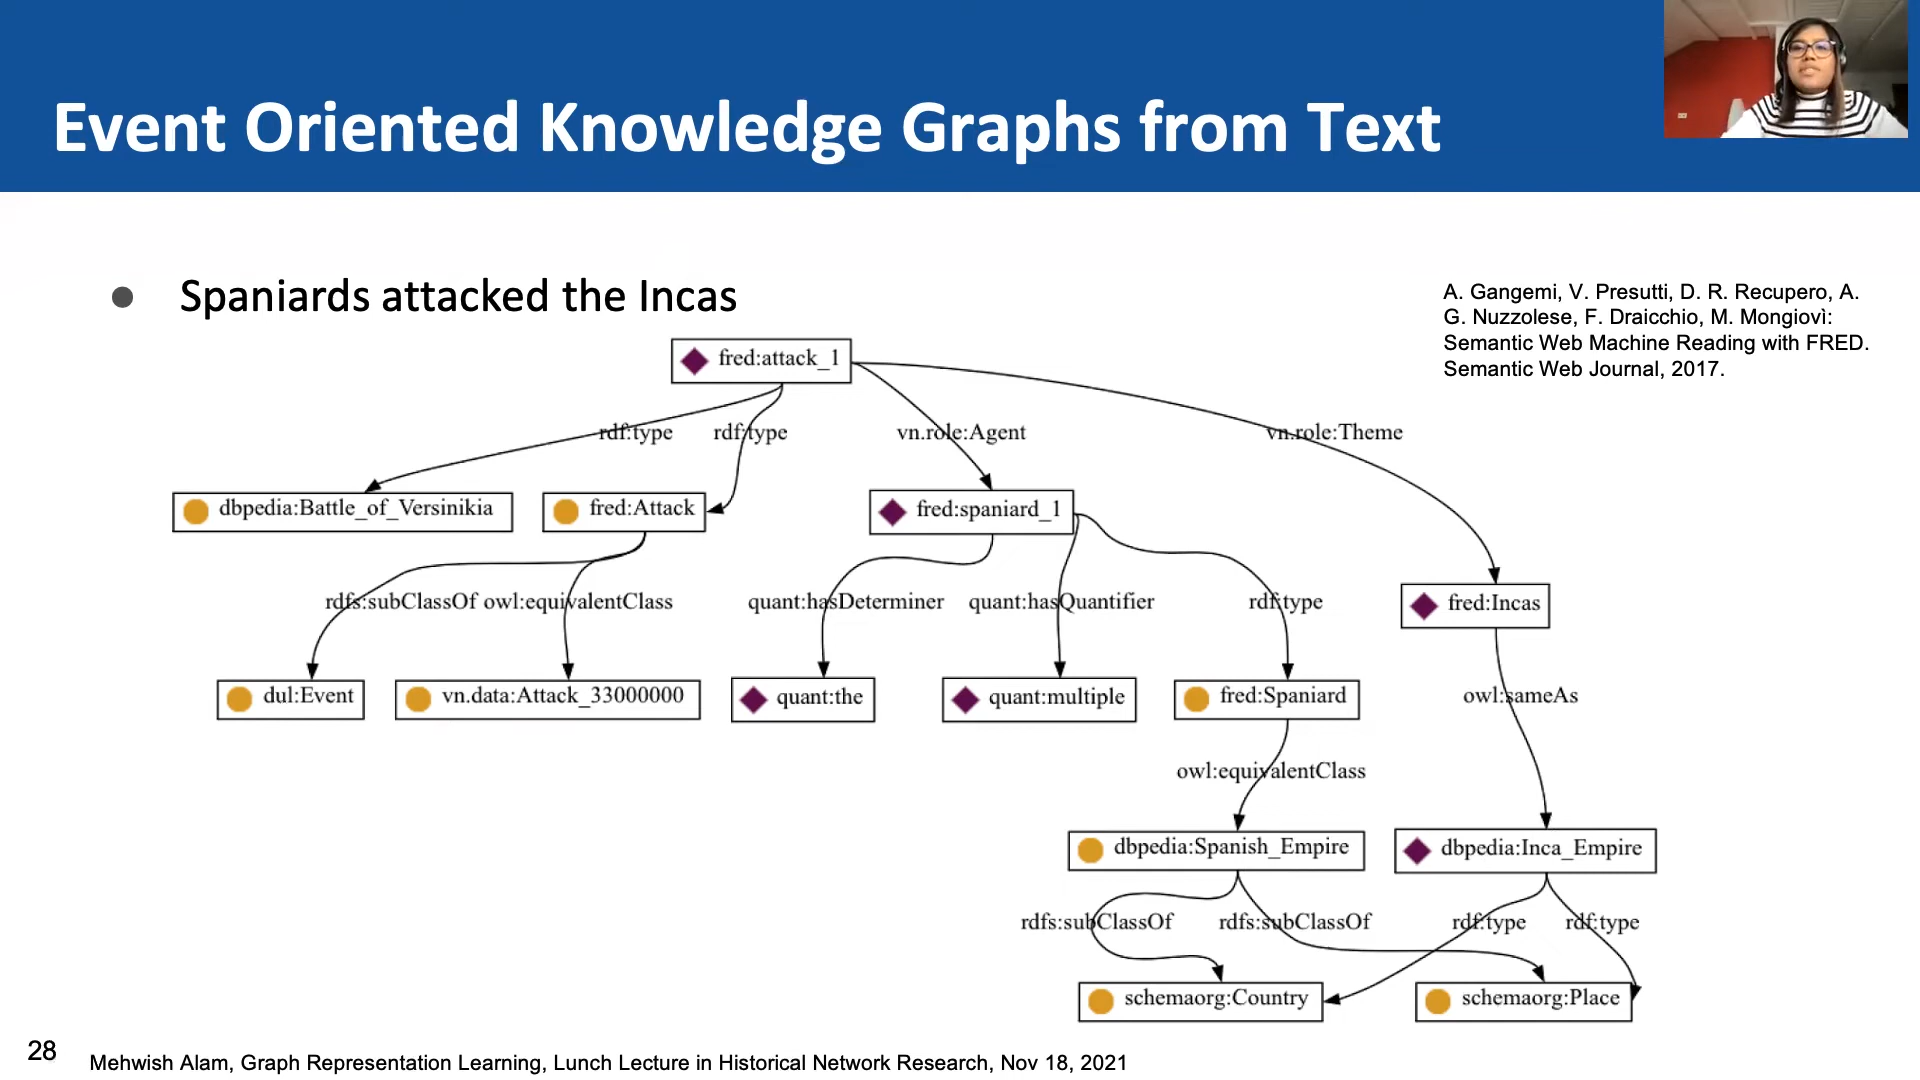 Event Oriented Knowledge Graphs from Text
Spaniards attacked the Incas
A. Gangemi, V. Presutti, D. R. Recupero, A.
G. Nuzzolese, F. Draicchio, M. Mongiovì:
Semantic Web Machine Reading with FRED.
Semantic Web Journal, 2017.
fred:attack_1
rdf:type rdf:type vn.role:Agent vn.role:Theme
dbpedia:Battle_of_Versinikia fred:Attack fred:spaniard_1
rdfs:subClassOf owl:equivalentClass quant:hasDeterminer quant:hasQuantifier rdf:type fred:Incas
dul:Event vn.data:Attack_33000000 quant:the quant:multiple fred:Spaniard owl:sameAs
owl:equivalentClass
dbpedia:Spanish_Empire dbpedia:Inca_Empire
rdfs:subClassOf rdfs:subClassOf rdf:type rdf:type
schemaorg:Country schemaorg:Place
28
Mehwish Alam, Graph Representation Learning, Lunch Lecture in Historical Network Research, Nov 18, 2021